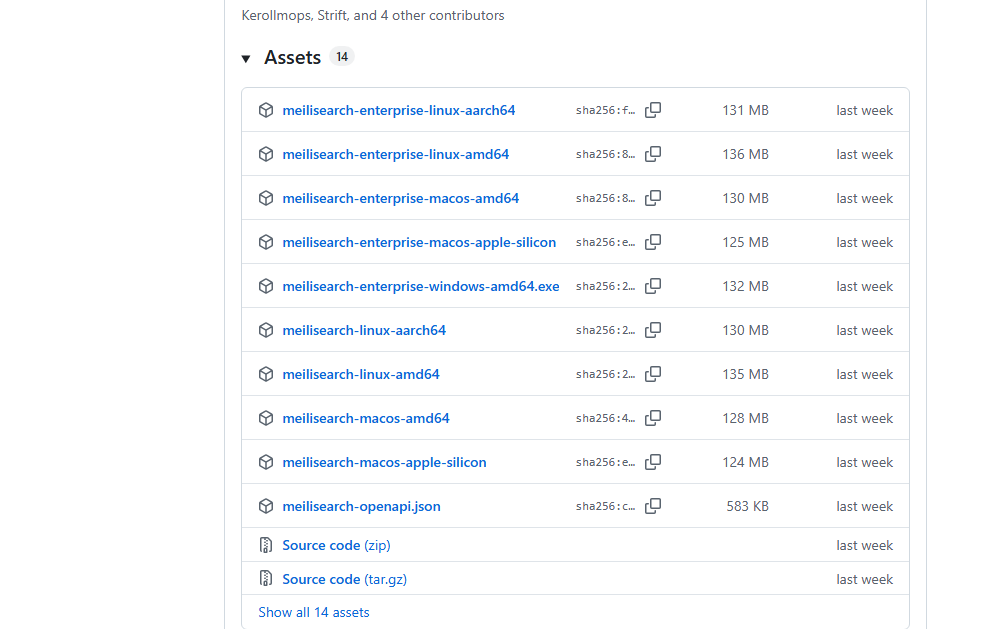 Kerollmops, Strift, and 4 other contributors
Assets 14
meilisearch-enterprise-linux-aarch64 sha256:f… 131 MB last week
meilisearch-enterprise-linux-amd64 sha256:8… 136 MB last week
meilisearch-enterprise-macos-amd64 sha256:8… 130 MB last week
meilisearch-enterprise-macos-apple-silicon sha256:e… 125 MB last week
meilisearch-enterprise-windows-amd64.exe sha256:2… 132 MB last week
meilisearch-linux-aarch64 sha256:2… 130 MB last week
meilisearch-linux-amd64 sha256:2… 135 MB last week
meilisearch-macos-amd64 sha256:4… 128 MB last week
meilisearch-macos-apple-silicon sha256:e… 124 MB last week
meilisearch-openapi.json sha256:c… 583 KB last week
Source code (zip) last week
Source code (tar.gz) last week
Show all 14 assets